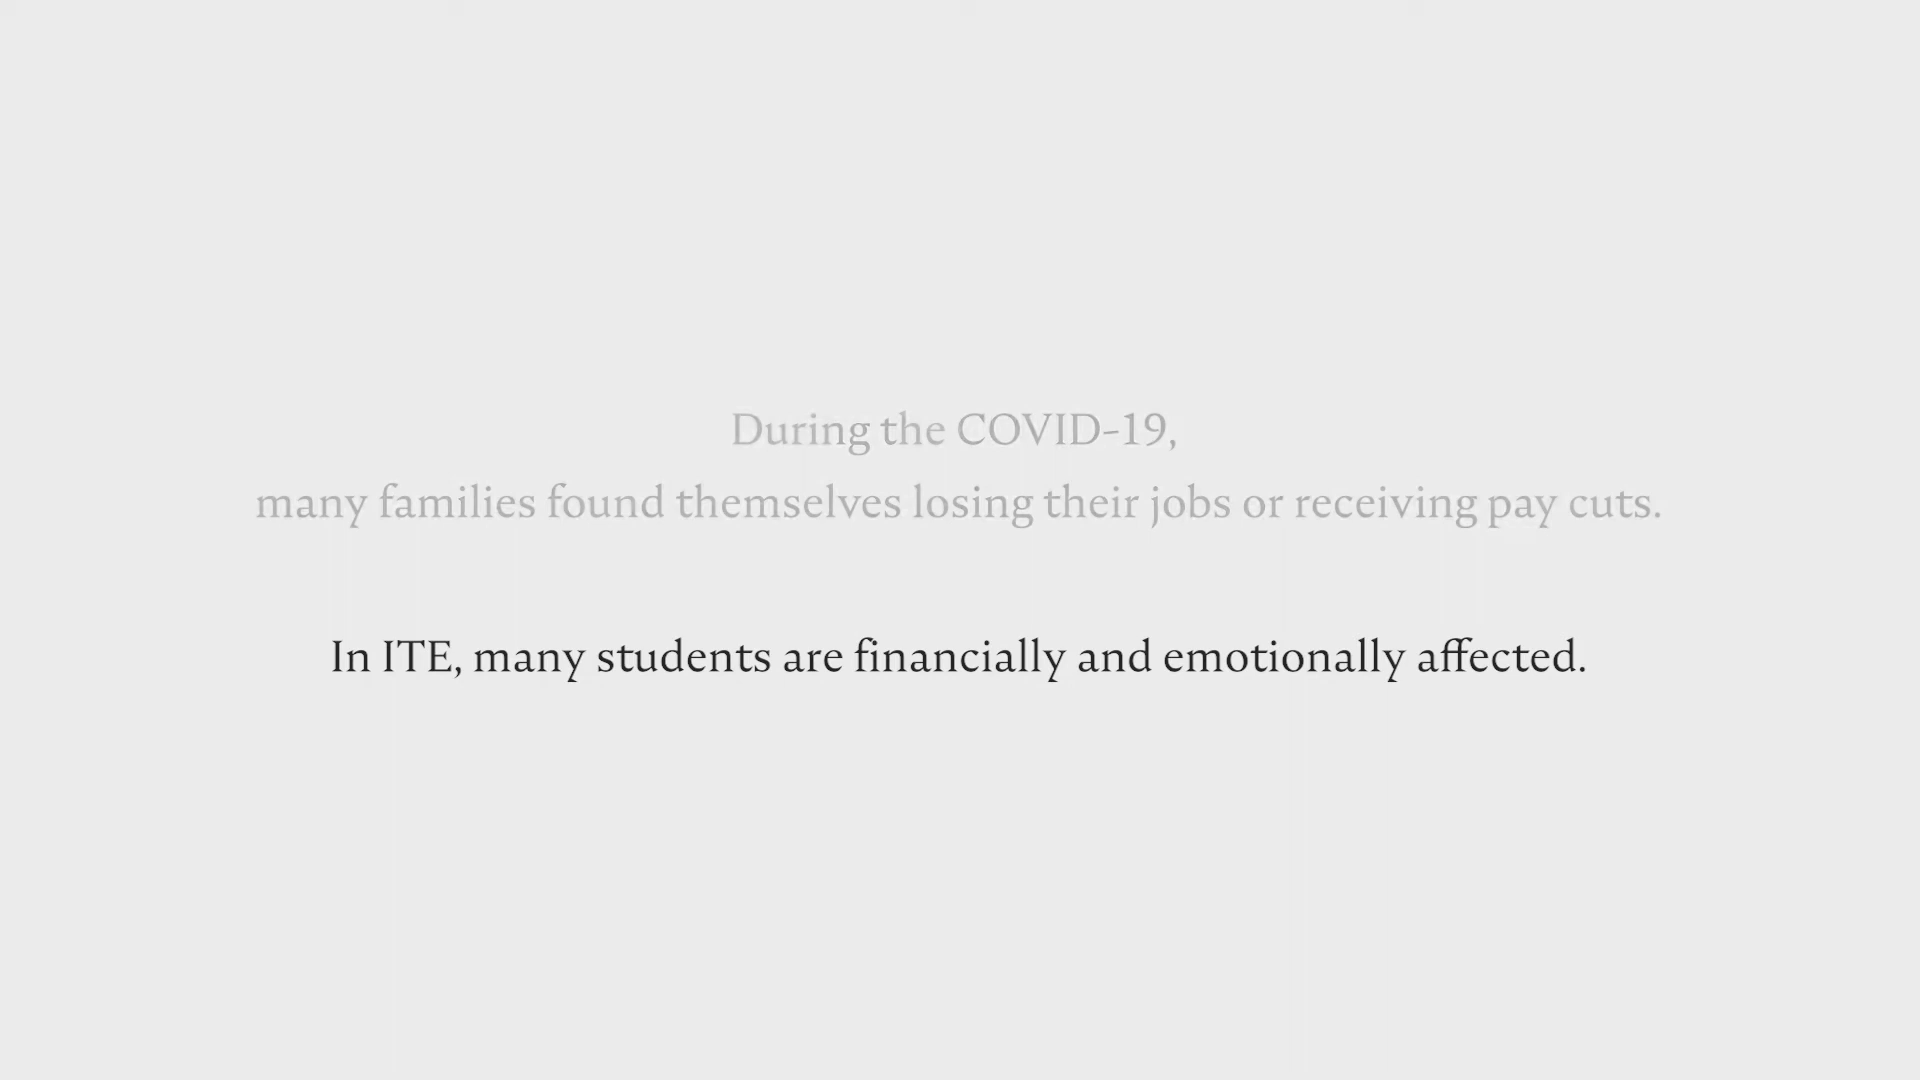 During the COVID-19,
many families found themselves losing their jobs or receiving pay cuts.
In ITE, many students are financially and emotionally affected.